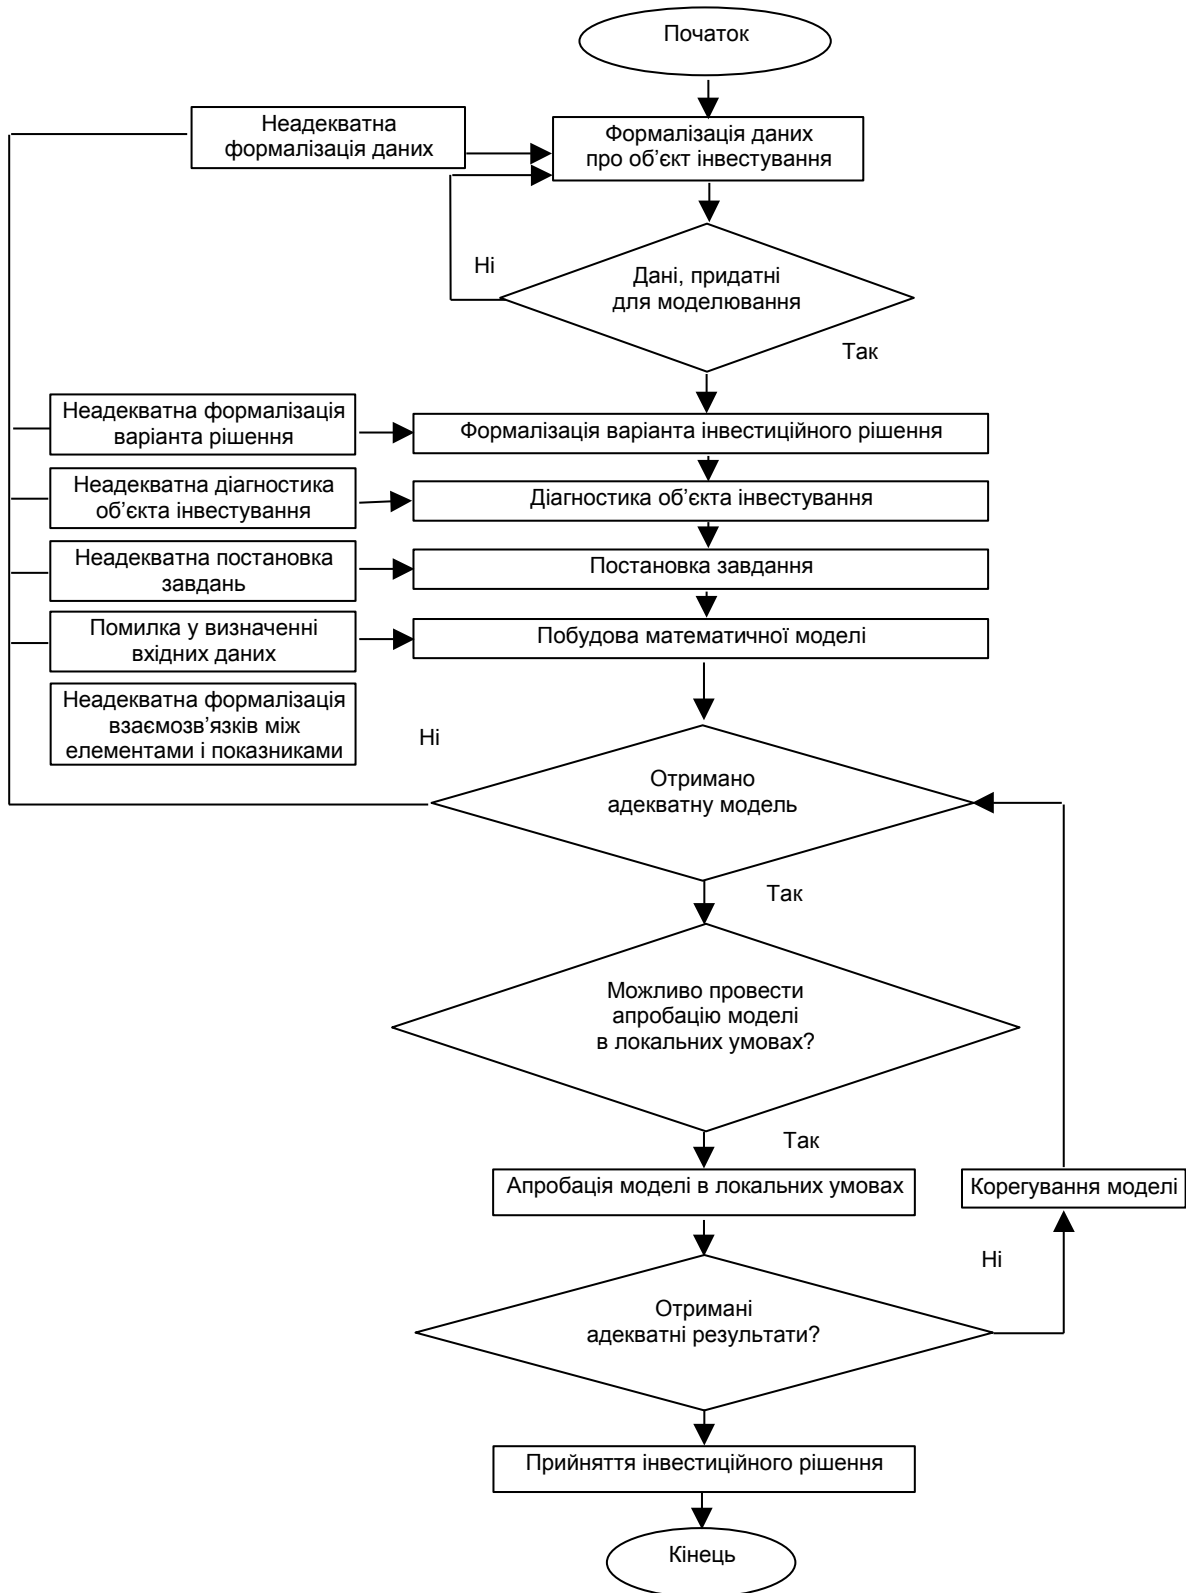 Початок
Неадекватна
формалізація даних
Формалізація даних
про об’єкт інвестування
Ні
Дані, придатні
для моделювання
Так
Неадекватна формалізація
варіанта рішення
Формалізація варіанта інвестиційного рішення
Неадекватна діагностика
об’єкта інвестування
Діагностика об’єкта інвестування
Неадекватна постановка
завдань
Постановка завдання
Помилка у визначенні
вхідних даних
Побудова математичної моделі
Неадекватна формалізація
взаємозв’язків між
елементами і показниками
Ні
Отримано
адекватну модель
Так
Можливо провести
апробацію моделі
в локальних умовах?
Так
Апробація моделі в локальних умовах
Корегування моделі
Ні
Отримані
адекватні результати?
Прийняття інвестиційного рішення
Кінець